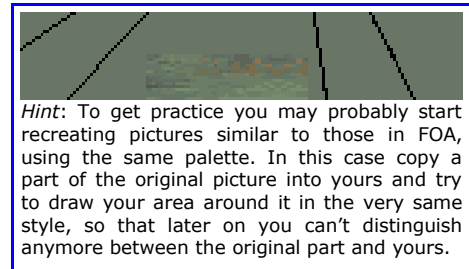 Hint: To get practice you may probably start
recreating pictures similar to those in FOA,
using the same palette. In this case copy a
part of the original picture into yours and try
to draw your area around it in the very same
style, so that later on you can’t distinguish
anymore between the original part and yours.